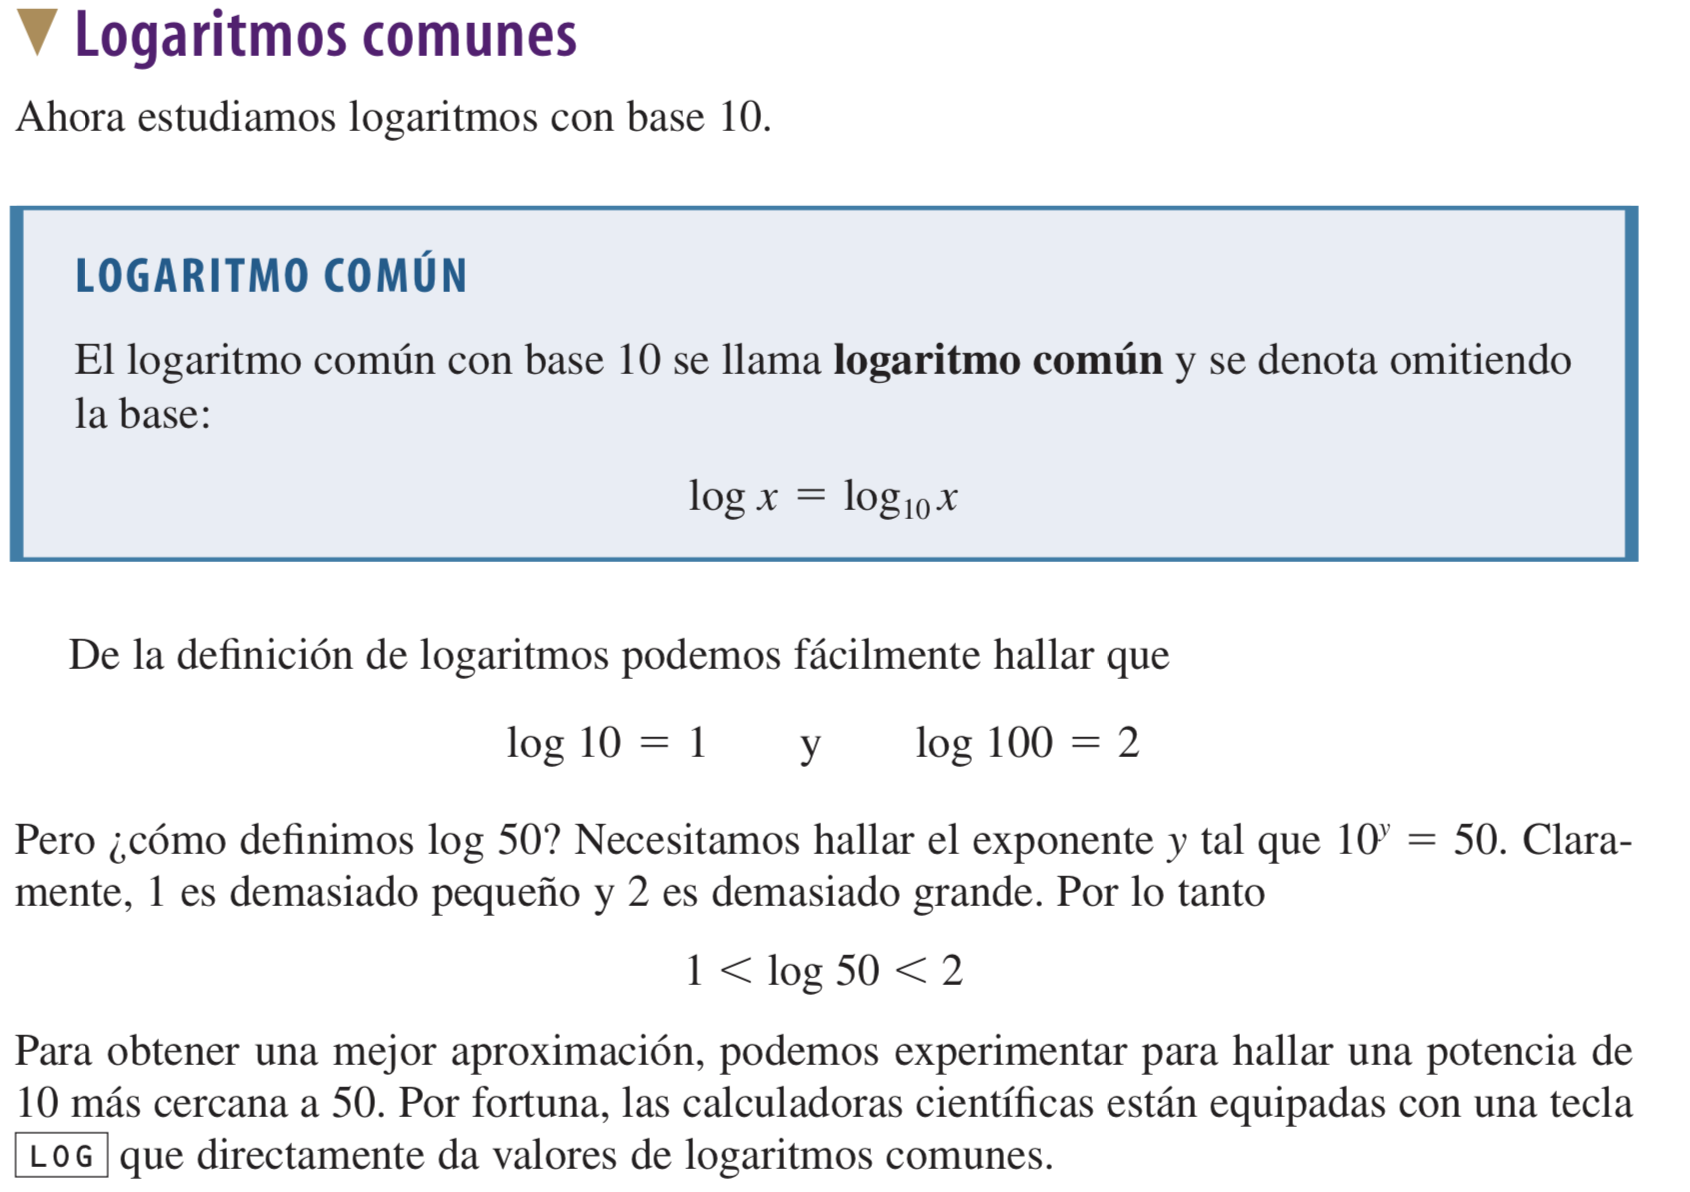 Logaritmos comunes
Ahora estudiamos logaritmos con base 10.
LOGARITMO COMÚN
El logaritmo común con base 10 se llama logaritmo común y se denota omitiendo
la base:
log x = log₁₀ x
De la definición de logaritmos podemos fácilmente hallar que
log 10 = 1 y log 100 = 2
Pero ¿cómo definimos log 50? Necesitamos hallar el exponente y tal que 10ʸ = 50. Clara-
mente, 1 es demasiado pequeño y 2 es demasiado grande. Por lo tanto
1 < log 50 < 2
Para obtener una mejor aproximación, podemos experimentar para hallar una potencia de
10 más cercana a 50. Por fortuna, las calculadoras científicas están equipadas con una tecla
LOG que directamente da valores de logaritmos comunes.